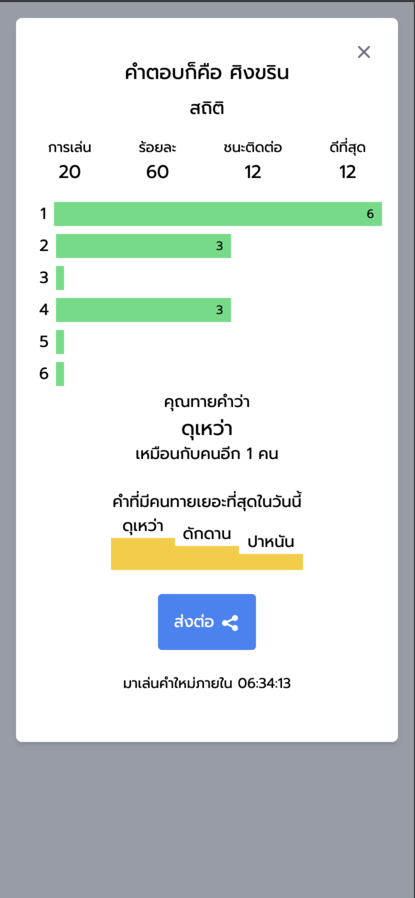 คำตอบก็คือ ศิงขริน
สถิติ
การเล่น ร้อยละ ชนะติดต่อ ดีที่สุด
20 60 12 12
1 6
2 3
3
4 3
5
6
คุณทายคำว่า
ดุเหว่า
เหมือนกับคนอีก 1 คน
คำที่มีคนทายเยอะที่สุดในวันนี้
ดุเหว่า ดักดาน ปาหนัน
ส่งต่อ
มาเล่นคำใหม่ภายใน 06:34:13